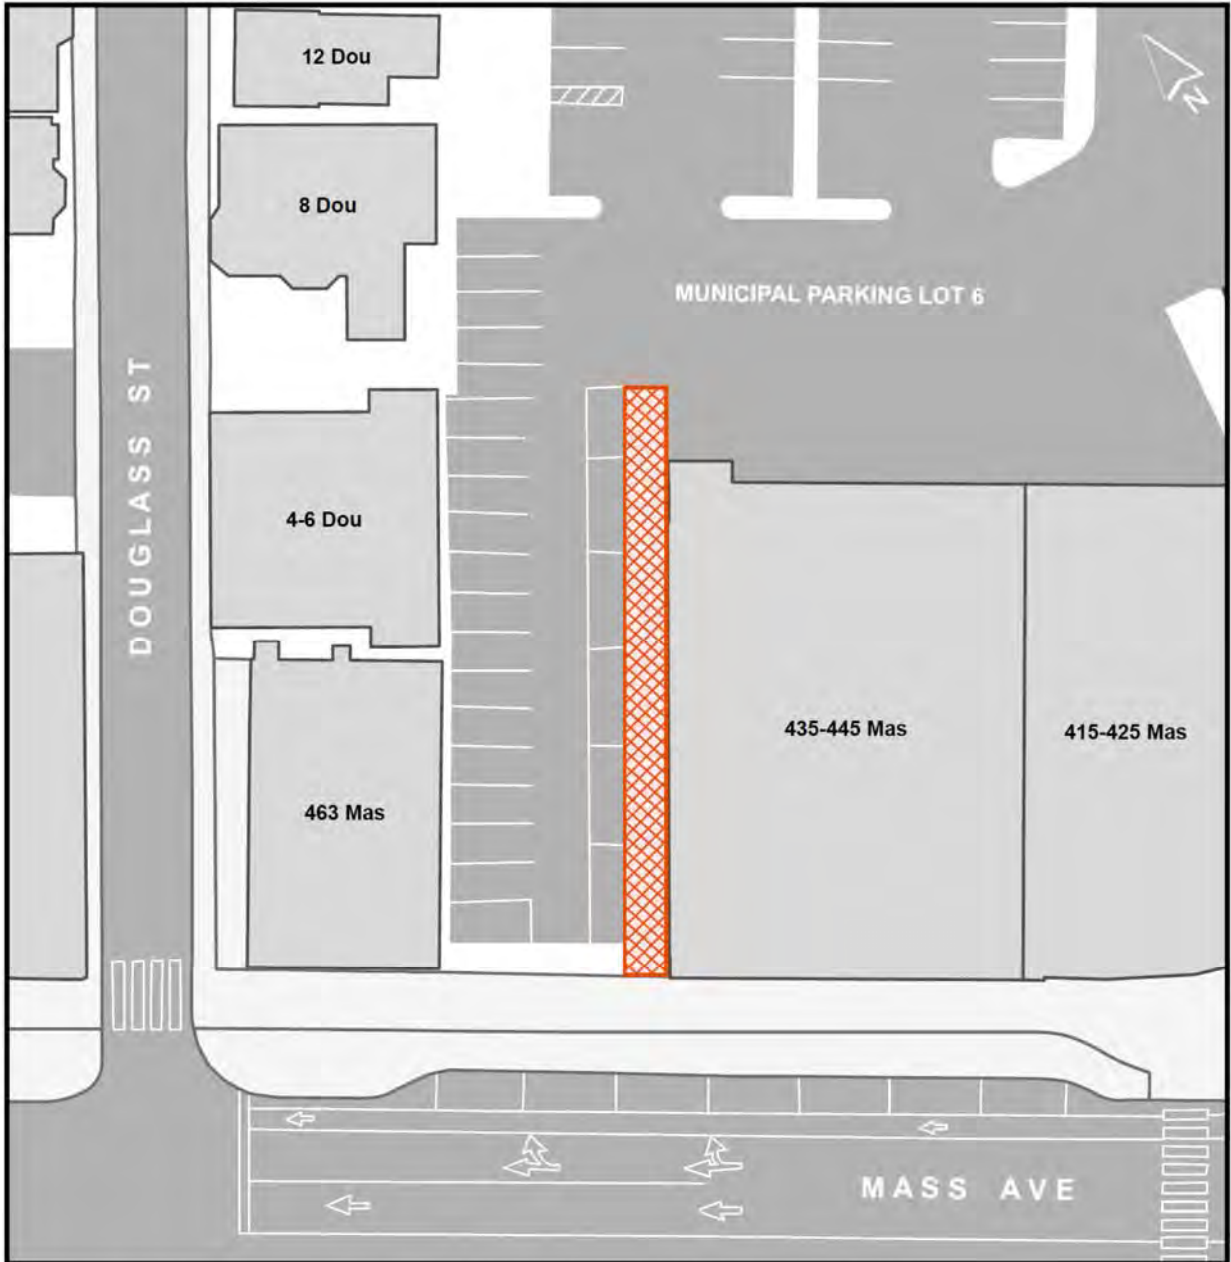 12 Dou
N
8 Dou
MUNICIPAL PARKING LOT 6
DOUGLASS ST
4-6 Dou
435-445 Mas
415-425 Mas
463 Mas
MASS AVE